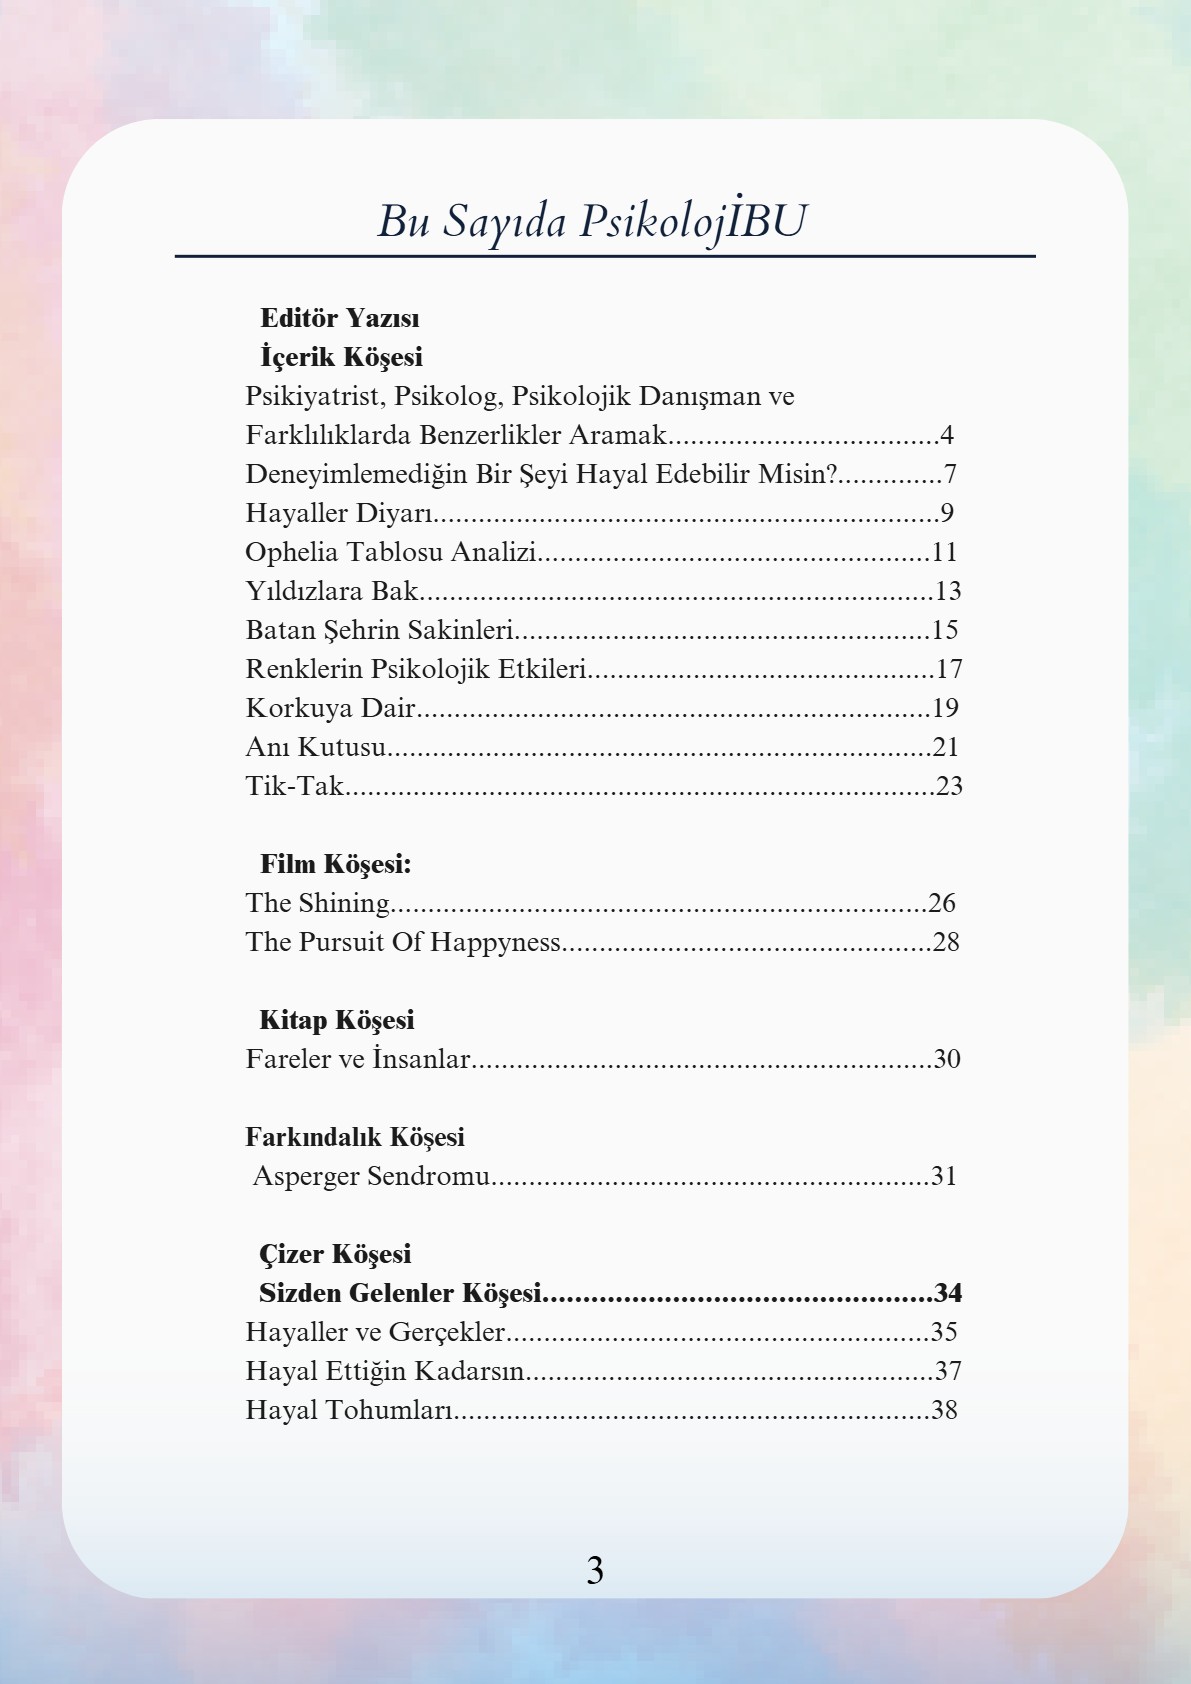 Bu Sayıda PsikolojİBU
Editör Yazısı
İçerik Köşesi
Psikiyatrist, Psikolog, Psikolojik Danışman ve
Farklılıklarda Benzerlikler Aramak....................................4
Deneyimlemediğin Bir Şeyi Hayal Edebilir Misin?..............7
Hayaller Diyarı...................................................................9
Ophelia Tablosu Analizi....................................................11
Yıldızlara Bak....................................................................13
Batan Şehrin Sakinleri.......................................................15
Renklerin Psikolojik Etkileri..............................................17
Korkuya Dair....................................................................19
Anı Kutusu........................................................................21
Tik-Tak..............................................................................23
Film Köşesi:
The Shining.......................................................................26
The Pursuit Of Happyness.................................................28
Kitap Köşesi
Fareler ve İnsanlar.............................................................30
Farkındalık Köşesi
Asperger Sendromu..........................................................31
Çizer Köşesi
Sizden Gelenler Köşesi................................................34
Hayaller ve Gerçekler........................................................35
Hayal Ettiğin Kadarsın......................................................37
Hayal Tohumları...............................................................38
3